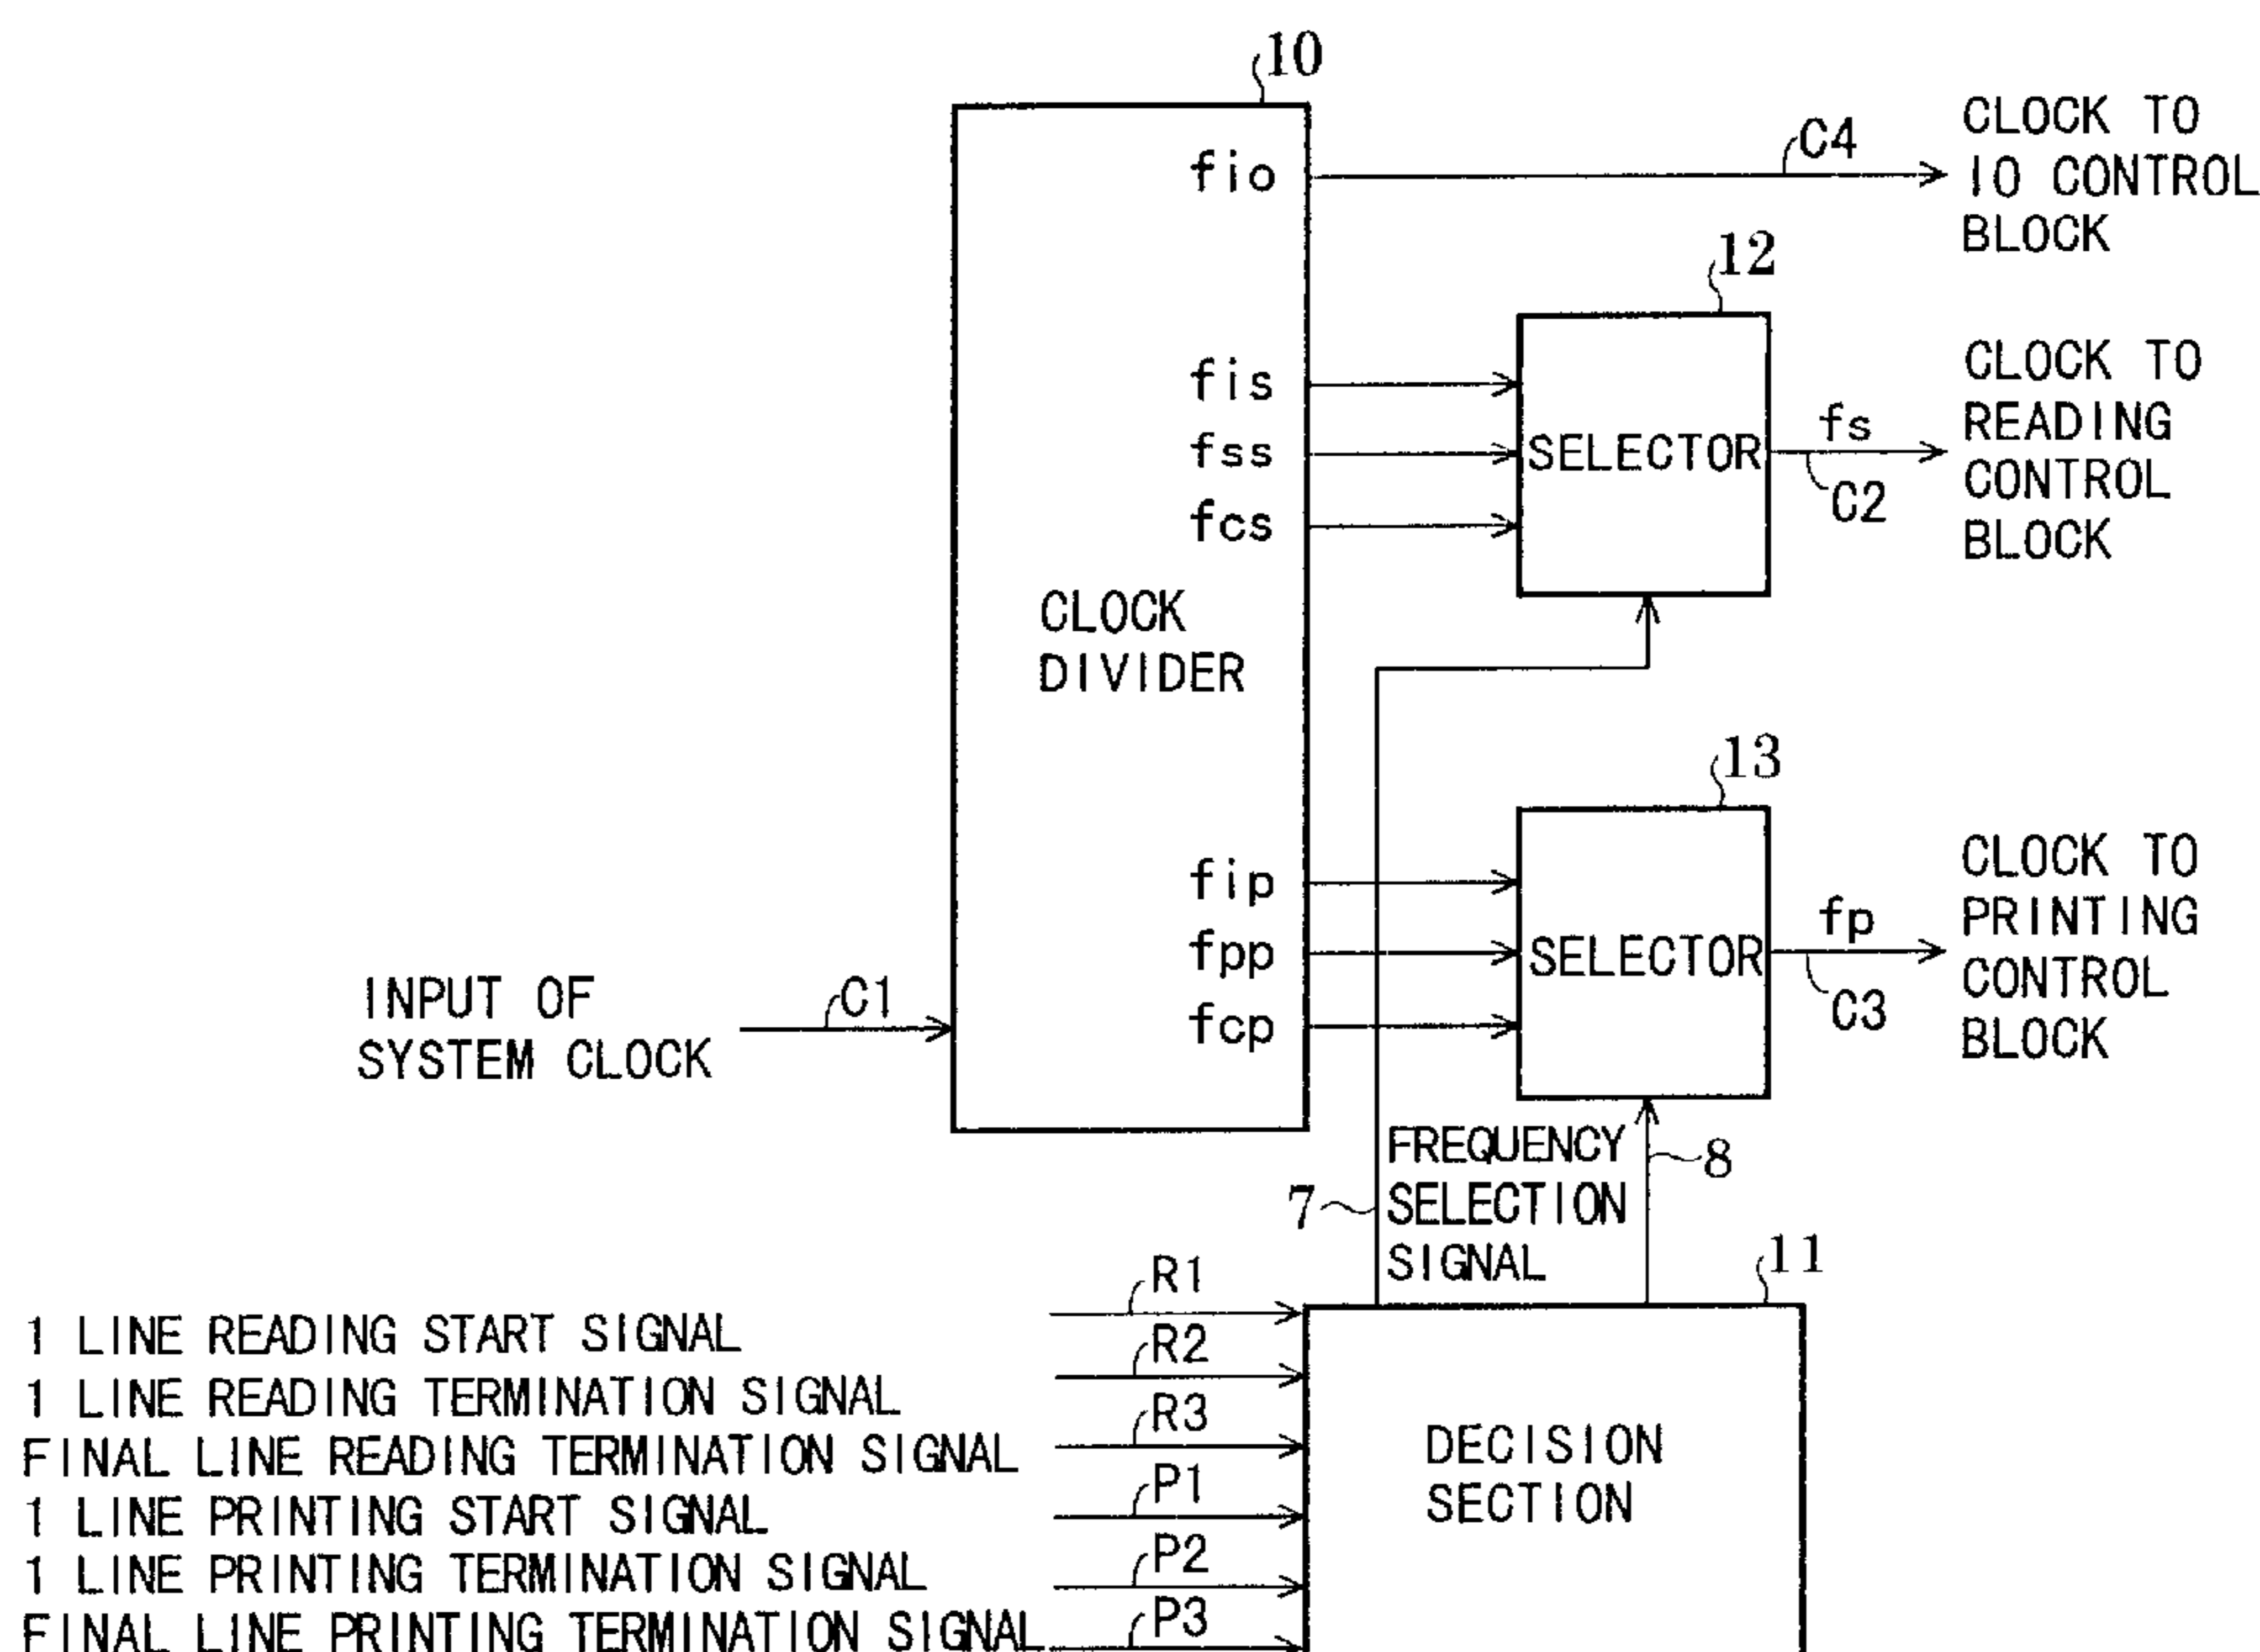 10
fio
C4
CLOCK TO
IO CONTROL
BLOCK
12
fis
fss
fcs
SELECTOR
fs
C2
CLOCK TO
READING
CONTROL
BLOCK
CLOCK
DIVIDER
13
fip
fpp
fcp
SELECTOR
fp
C3
CLOCK TO
PRINTING
CONTROL
BLOCK
INPUT OF
SYSTEM CLOCK
C1
7
FREQUENCY
SELECTION
SIGNAL
8
11
1 LINE READING START SIGNAL
R1
1 LINE READING TERMINATION SIGNAL
R2
FINAL LINE READING TERMINATION SIGNAL
R3
1 LINE PRINTING START SIGNAL
P1
1 LINE PRINTING TERMINATION SIGNAL
P2
FINAL LINE PRINTING TERMINATION SIGNAL
P3
DECISION
SECTION